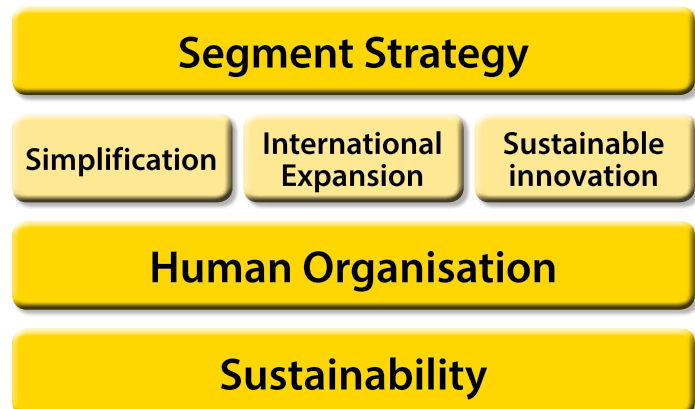 Segment Strategy
Simplification
International
Expansion
Sustainable
innovation
Human Organisation
Sustainability